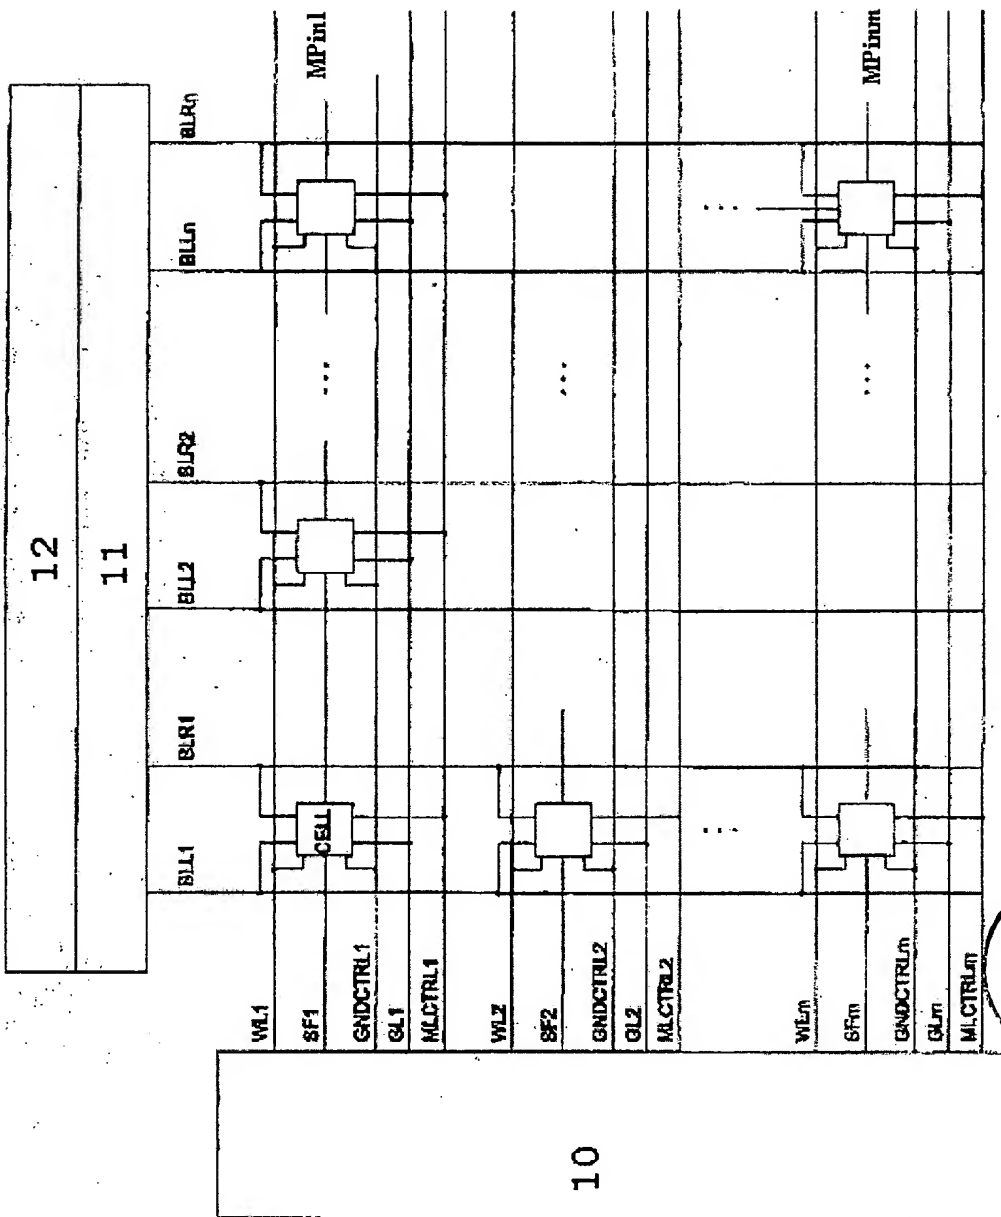 12
11
BLL1
BLR1
BLL2
BLR2
BLLn
BLRn
WL1
SF1
GNDCTRL1
GL1
MLCTRL1
CELL
MPin1
...
WL2
SF2
GNDCTRL2
GL2
MLCTRL2
...
...
...
WLm
SFm
GNDCTRLm
GLm
MLCTRLm
...
MPinm
10